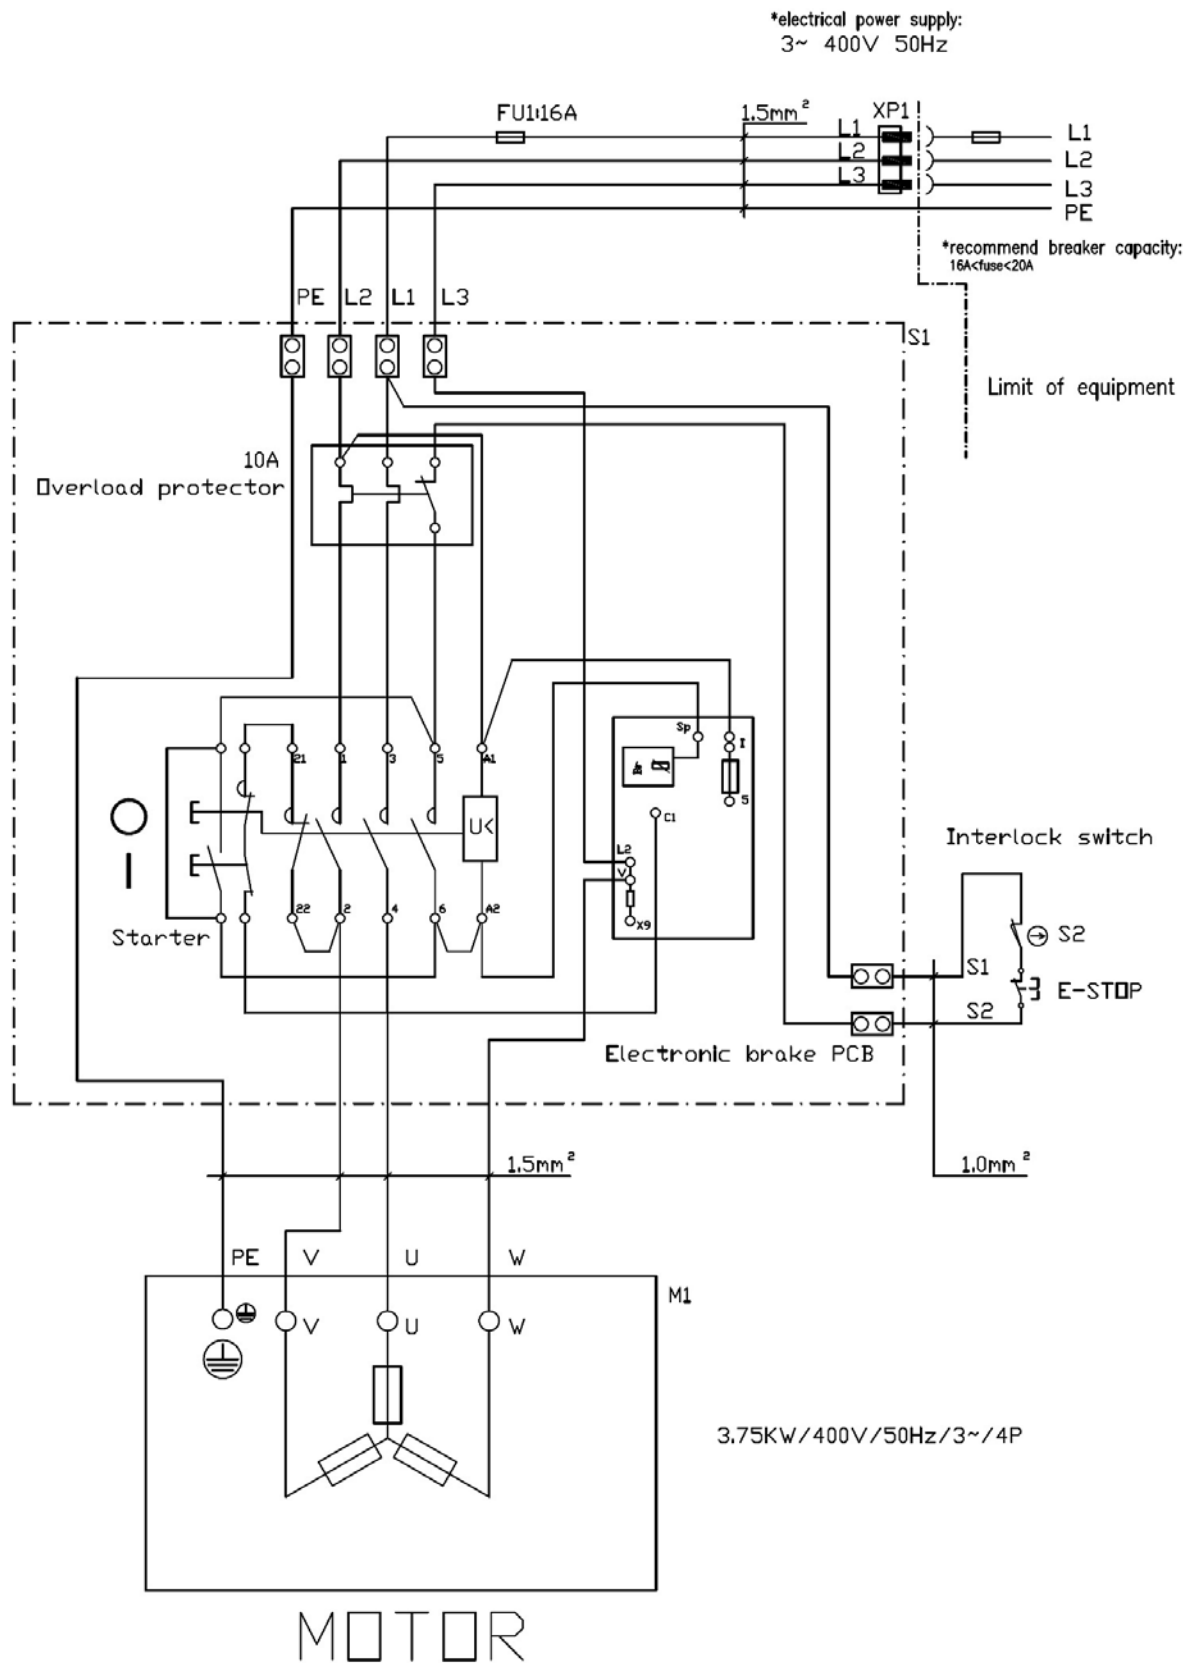 *electrical power supply:
3~ 400V 50Hz
FU1:16A
1.5mm²
XP1
L1
L1
L2
L2
L3
L3
PE
*recommend breaker capacity:
16A<fuse<20A
PE L2 L1 L3
S1
Limit of equipment
10A
Overload protector
Sp
I
21
1
3
5
A1
5
C1
UK
Interlock switch
L2
V
X9
22
2
4
6
A2
Starter
S2
S1
E-STOP
S2
Electronic brake PCB
1.5mm²
1.0mm²
PE V U W
M1
V U W
3.75KW/400V/50Hz/3~/4P
MOTOR